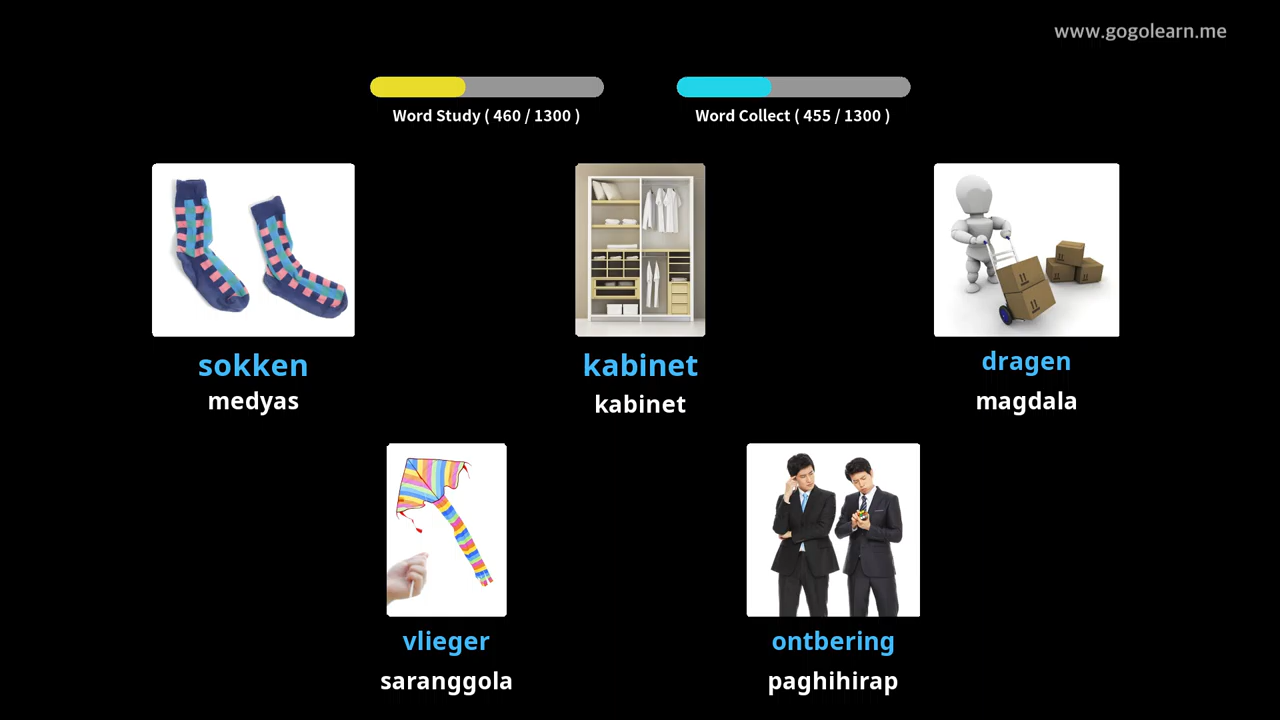 www.gogolearn.me
Word Study ( 460 / 1300 )
Word Collect ( 455 / 1300 )
sokken
medyas
kabinet
kabinet
dragen
magdala
vlieger
saranggola
ontbering
paghihirap